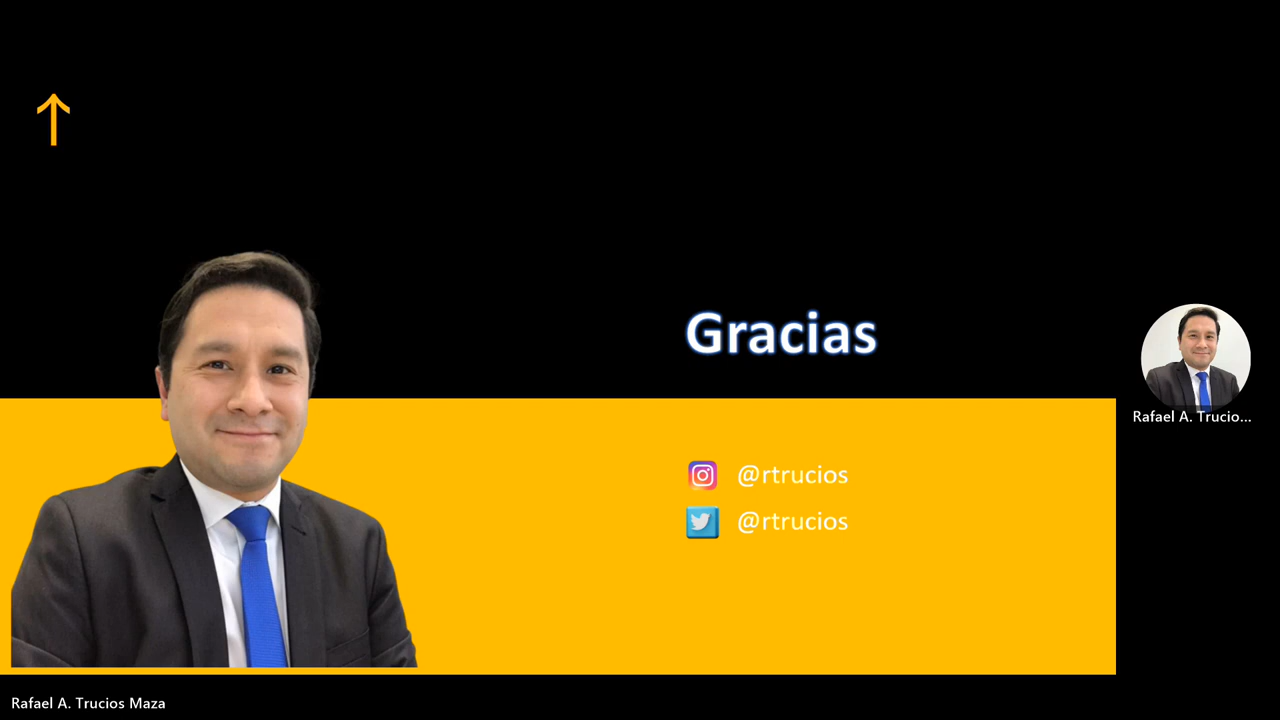 Gracias
@rtrucios
@rtrucios
Rafael A. Trucio...
Rafael A. Trucios Maza